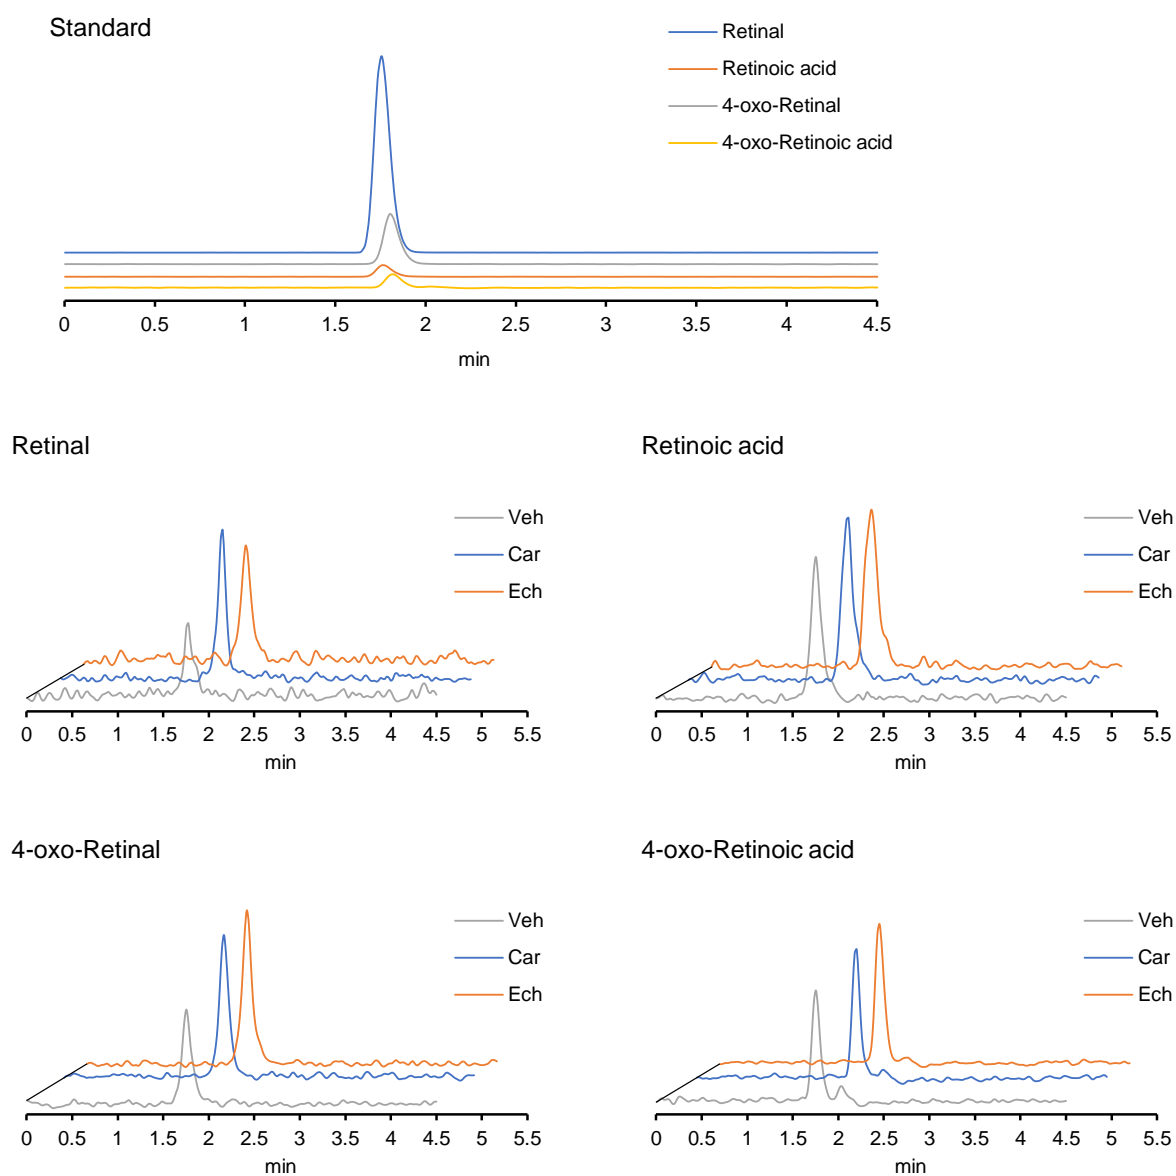 Standard
Retinal
Retinoic acid
4-oxo-Retinal
4-oxo-Retinoic acid
0 0.5 1 1.5 2 2.5 3 3.5 4 4.5
min
Retinal
Veh
Car
Ech
0 0.5 1 1.5 2 2.5 3 3.5 4 4.5 5 5.5
min
Retinoic acid
Veh
Car
Ech
0 0.5 1 1.5 2 2.5 3 3.5 4 4.5 5 5.5
min
4-oxo-Retinal
Veh
Car
Ech
0 0.5 1 1.5 2 2.5 3 3.5 4 4.5 5 5.5
min
4-oxo-Retinoic acid
Veh
Car
Ech
0 0.5 1 1.5 2 2.5 3 3.5 4 4.5 5 5.5
min